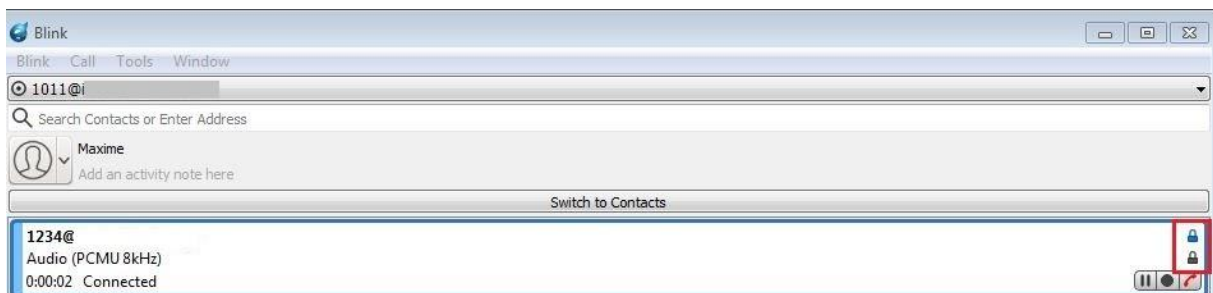 Blink
Blink Call Tools Window
1011@i
Search Contacts or Enter Address
Maxime
Add an activity note here
Switch to Contacts
1234@
Audio (PCMU 8kHz)
0:00:02 Connected